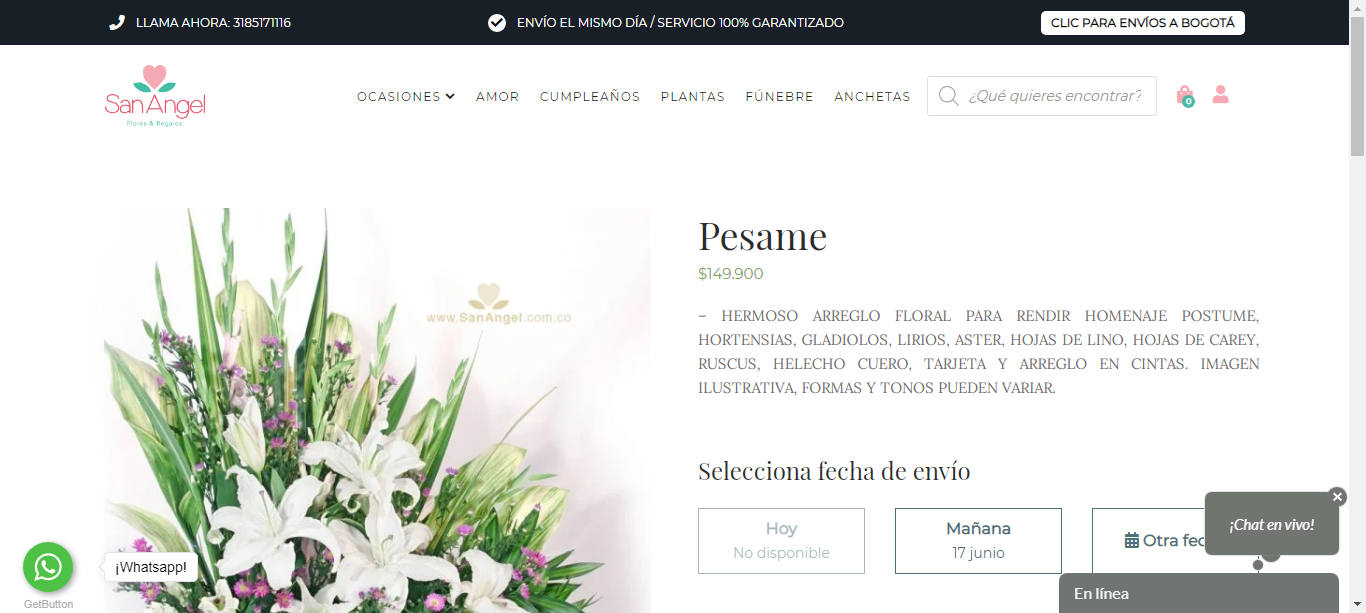 LLAMA AHORA: 3185171116
ENVÍO EL MISMO DÍA / SERVICIO 100% GARANTIZADO
CLIC PARA ENVÍOS A BOGOTÁ
SanAngel
Flores & Regalos
OCASIONES
AMOR
CUMPLEAÑOS
PLANTAS
FÚNEBRE
ANCHETAS
¿Qué quieres encontrar?
0
www.SanAngel.com.co
Pesame
$149.900
– HERMOSO ARREGLO FLORAL PARA RENDIR HOMENAJE POSTUME,
HORTENSIAS, GLADIOLOS, LIRIOS, ASTER, HOJAS DE LINO, HOJAS DE CAREY,
RUSCUS, HELECHO CUERO, TARJETA Y ARREGLO EN CINTAS. IMAGEN
ILUSTRATIVA, FORMAS Y TONOS PUEDEN VARIAR.
Selecciona fecha de envío
Hoy
No disponible
Mañana
17 junio
Otra fec
¡Chat en vivo!
En línea
¡Whatsapp!
GetButton